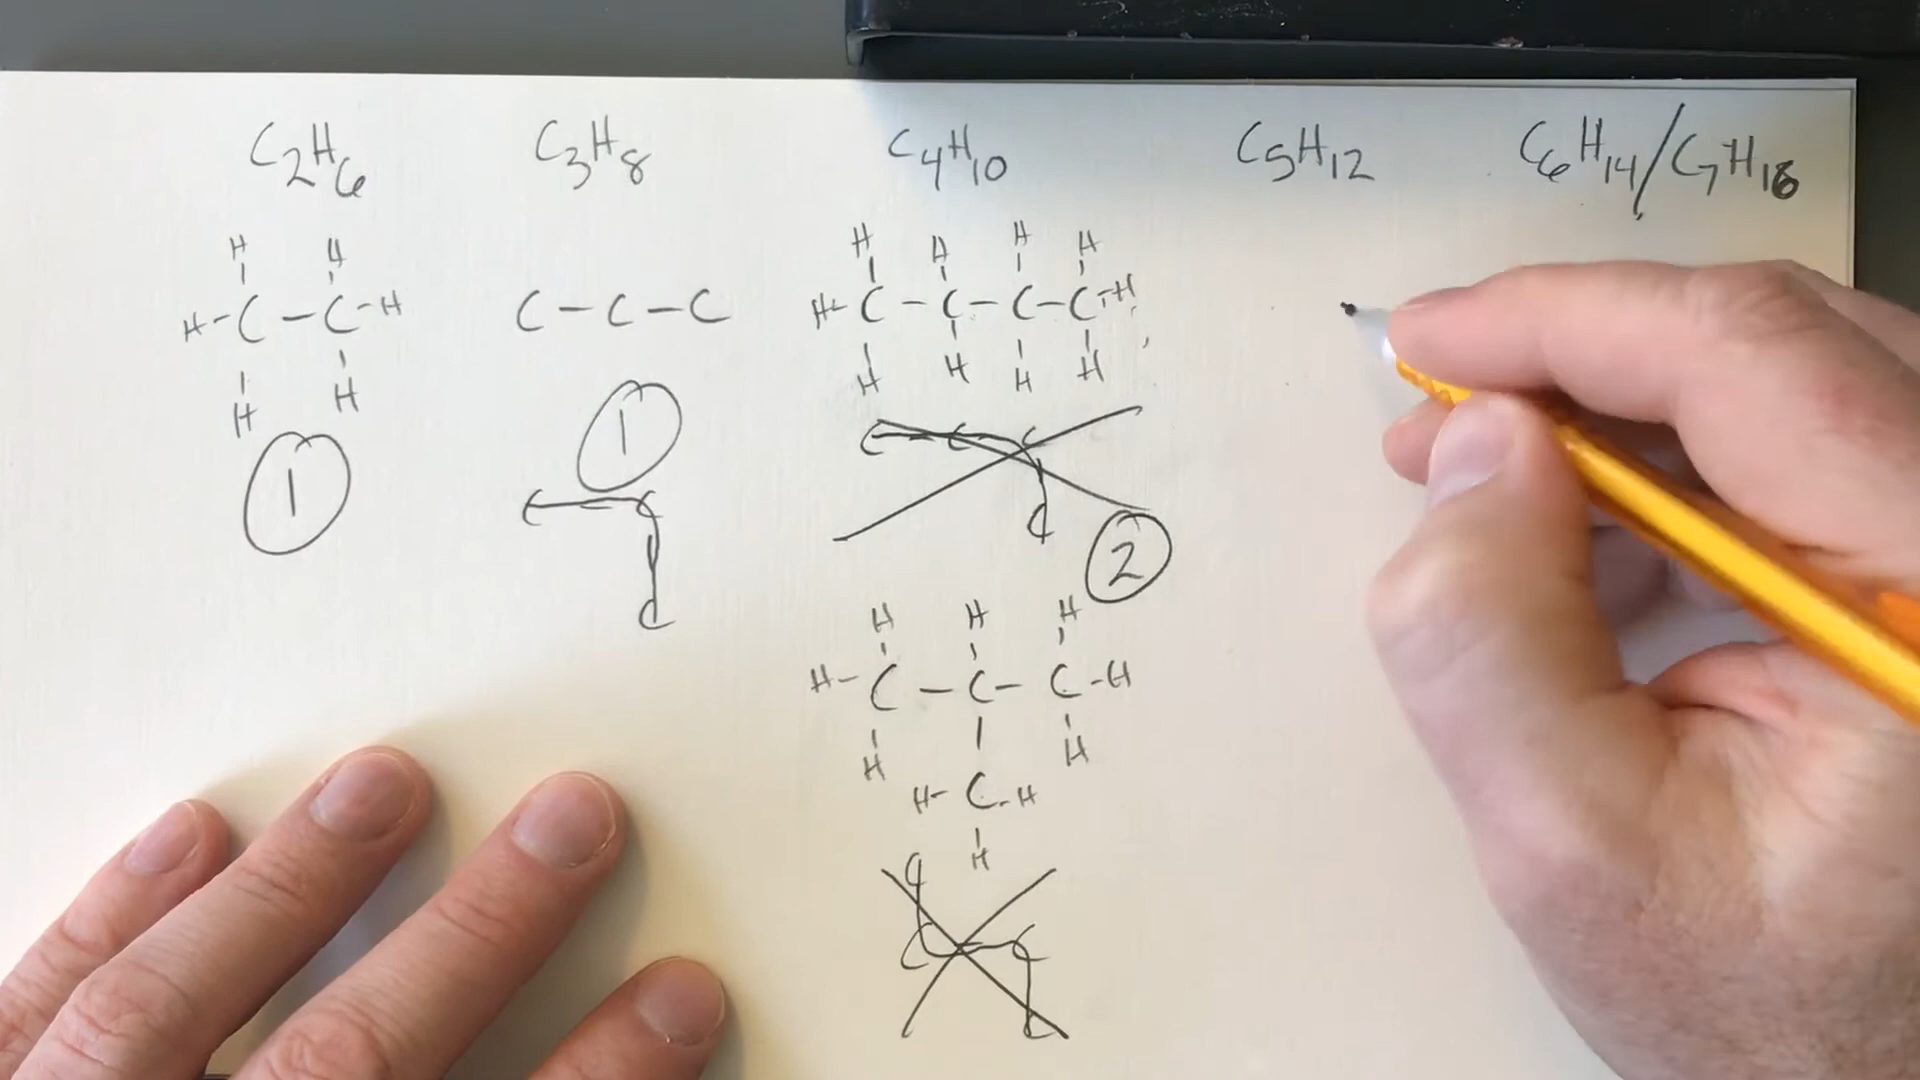 C2H6 C3H8 C4H10 C5H12 C6H14/C7H16
H H H H H H
H-C-C-H C-C-C H-C-C-C-C-H
H H H H H H
1 1 C C C C 2
C C C
H H H
H-C-C-C-H
H H
H-C-H
H
C C C C